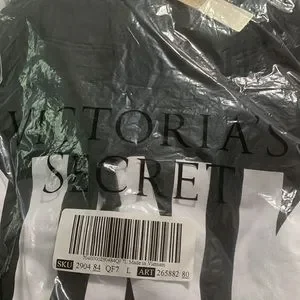 VICTORIA'S
SECRET
Made in Vietnam
SKU 2904 84 QF7 L ART 265882 80